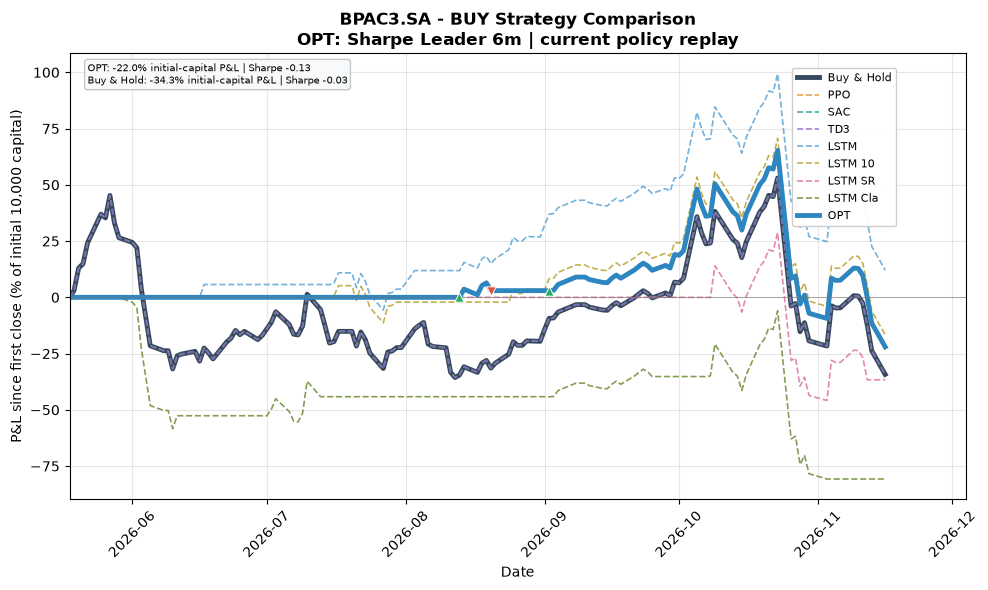 BPAC3.SA - BUY Strategy Comparison
OPT: Sharpe Leader 6m | current policy replay
OPT: -22.0% initial-capital P&L | Sharpe -0.13
Buy & Hold: -34.3% initial-capital P&L | Sharpe -0.03
Buy & Hold
PPO
SAC
TD3
LSTM
LSTM 10
LSTM SR
LSTM Cla
OPT
P&L since first close (% of initial 10,000 capital)
100
75
50
25
0
−25
−50
−75
2026-06
2026-07
2026-08
2026-09
2026-10
2026-11
2026-12
Date